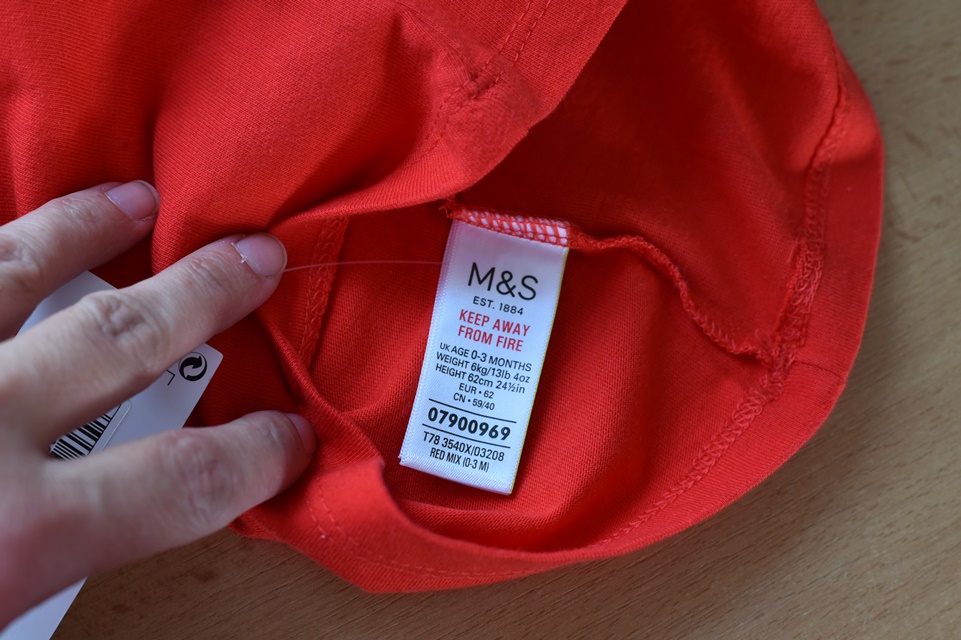 M&S
EST. 1884
KEEP AWAY
FROM FIRE
UK AGE 0-3 MONTHS
WEIGHT 6kg/13lb 4oz
HEIGHT 62cm 24½in
EUR • 62
CN • 59/40
07900969
T78 3540X/03208
RED MIX (0-3 M)